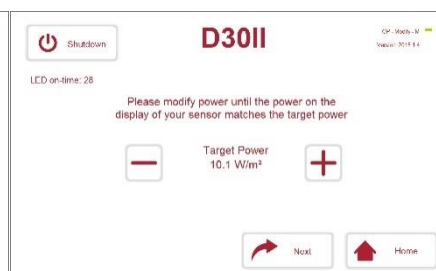 Shutdown
D30II
LED on-time: 28
Please modify power until the power on the
display of your sensor matches the target power
Target Power
10.1 W/m²
Next
Home